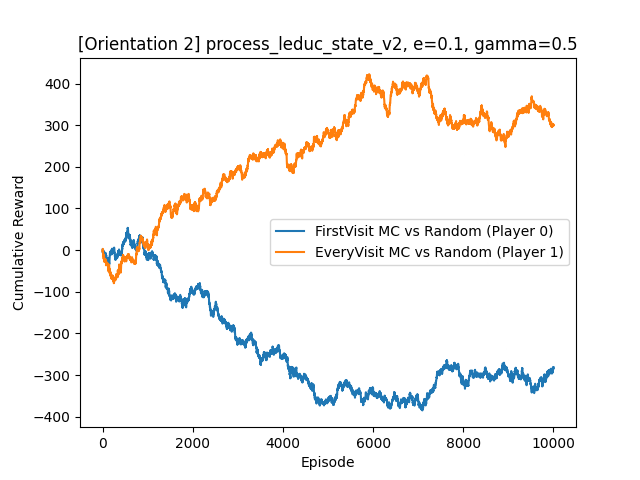 [Orientation 2] process_leduc_state_v2, e=0.1, gamma=0.5
Cumulative Reward
400
300
200
100
0
−100
−200
−300
−400
FirstVisit MC vs Random (Player 0)
EveryVisit MC vs Random (Player 1)
0 2000 4000 6000 8000 10000
Episode